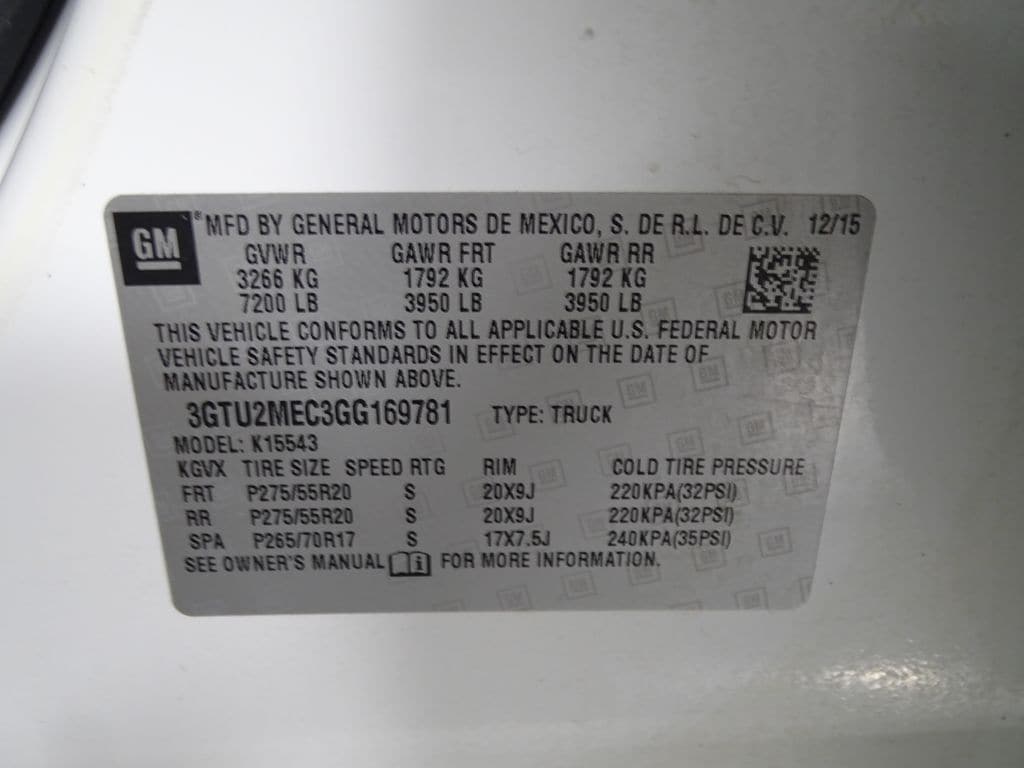 GM ® MFD BY GENERAL MOTORS DE MEXICO, S. DE R.L. DE C.V. 12/15
GVWR GAWR FRT GAWR RR
3266 KG 1792 KG 1792 KG
7200 LB 3950 LB 3950 LB
THIS VEHICLE CONFORMS TO ALL APPLICABLE U.S. FEDERAL MOTOR
VEHICLE SAFETY STANDARDS IN EFFECT ON THE DATE OF
MANUFACTURE SHOWN ABOVE.
3GTU2MEC3GG169781 TYPE: TRUCK
MODEL: K15543
KGVX TIRE SIZE SPEED RTG RIM COLD TIRE PRESSURE
FRT P275/55R20 S 20X9J 220KPA(32PSI)
RR P275/55R20 S 20X9J 220KPA(32PSI)
SPA P265/70R17 S 17X7.5J 240KPA(35PSI)
SEE OWNER'S MANUAL i FOR MORE INFORMATION.